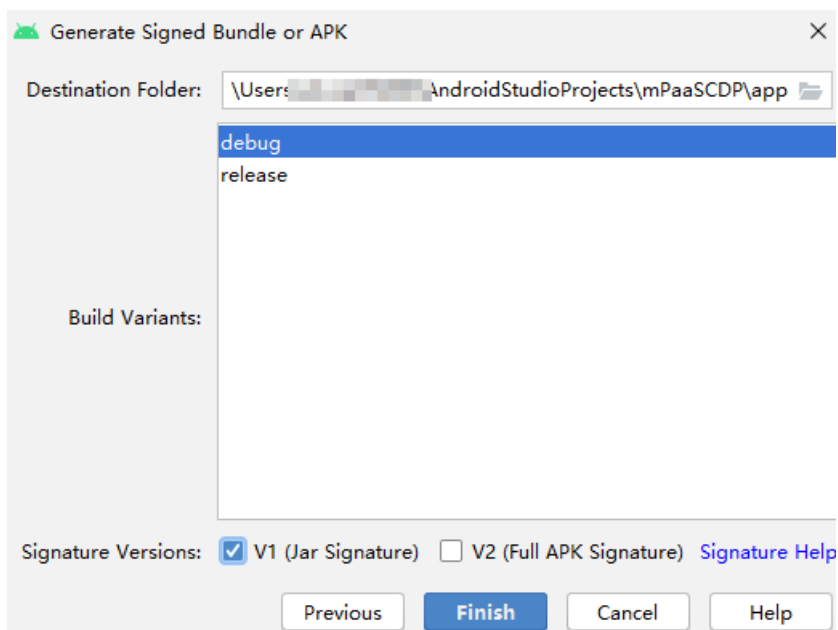 Generate Signed Bundle or APK
Destination Folder: \Users AndroidStudioProjects\mPaaSCDP\app
debug
release
Build Variants:
Signature Versions: V1 (Jar Signature) V2 (Full APK Signature) Signature Help
Previous Finish Cancel Help